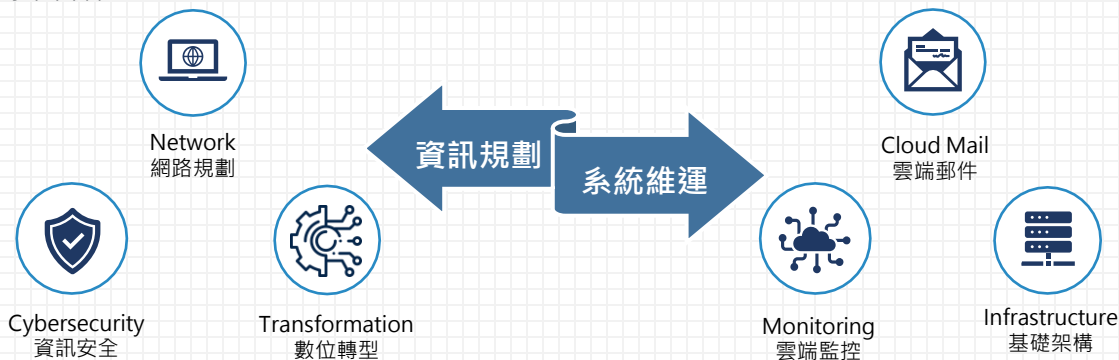 Network
網路規劃
資訊規劃
系統維運
Cloud Mail
雲端郵件
Cybersecurity
資訊安全
Transformation
數位轉型
Monitoring
雲端監控
Infrastructure
基礎架構